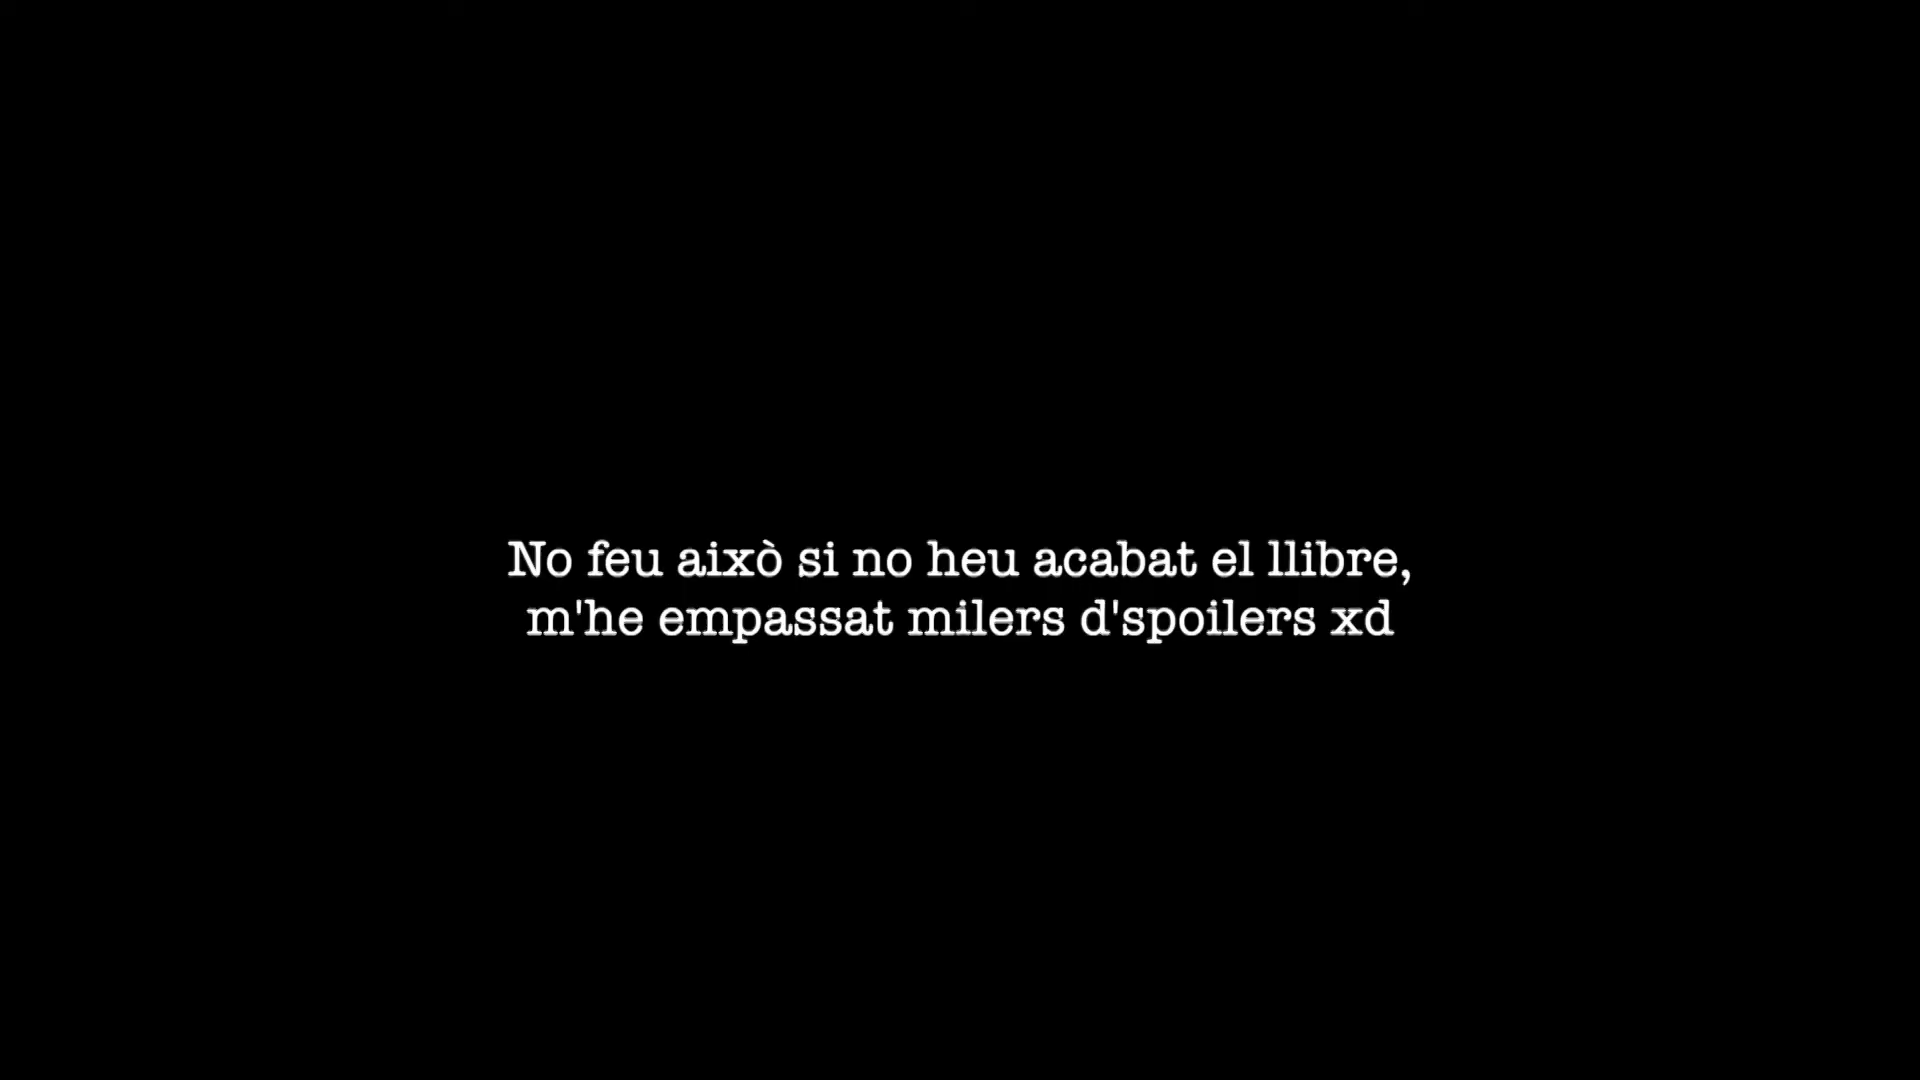 No feu això si no heu acabat el llibre,
m'he empassat milers d'spoilers xd